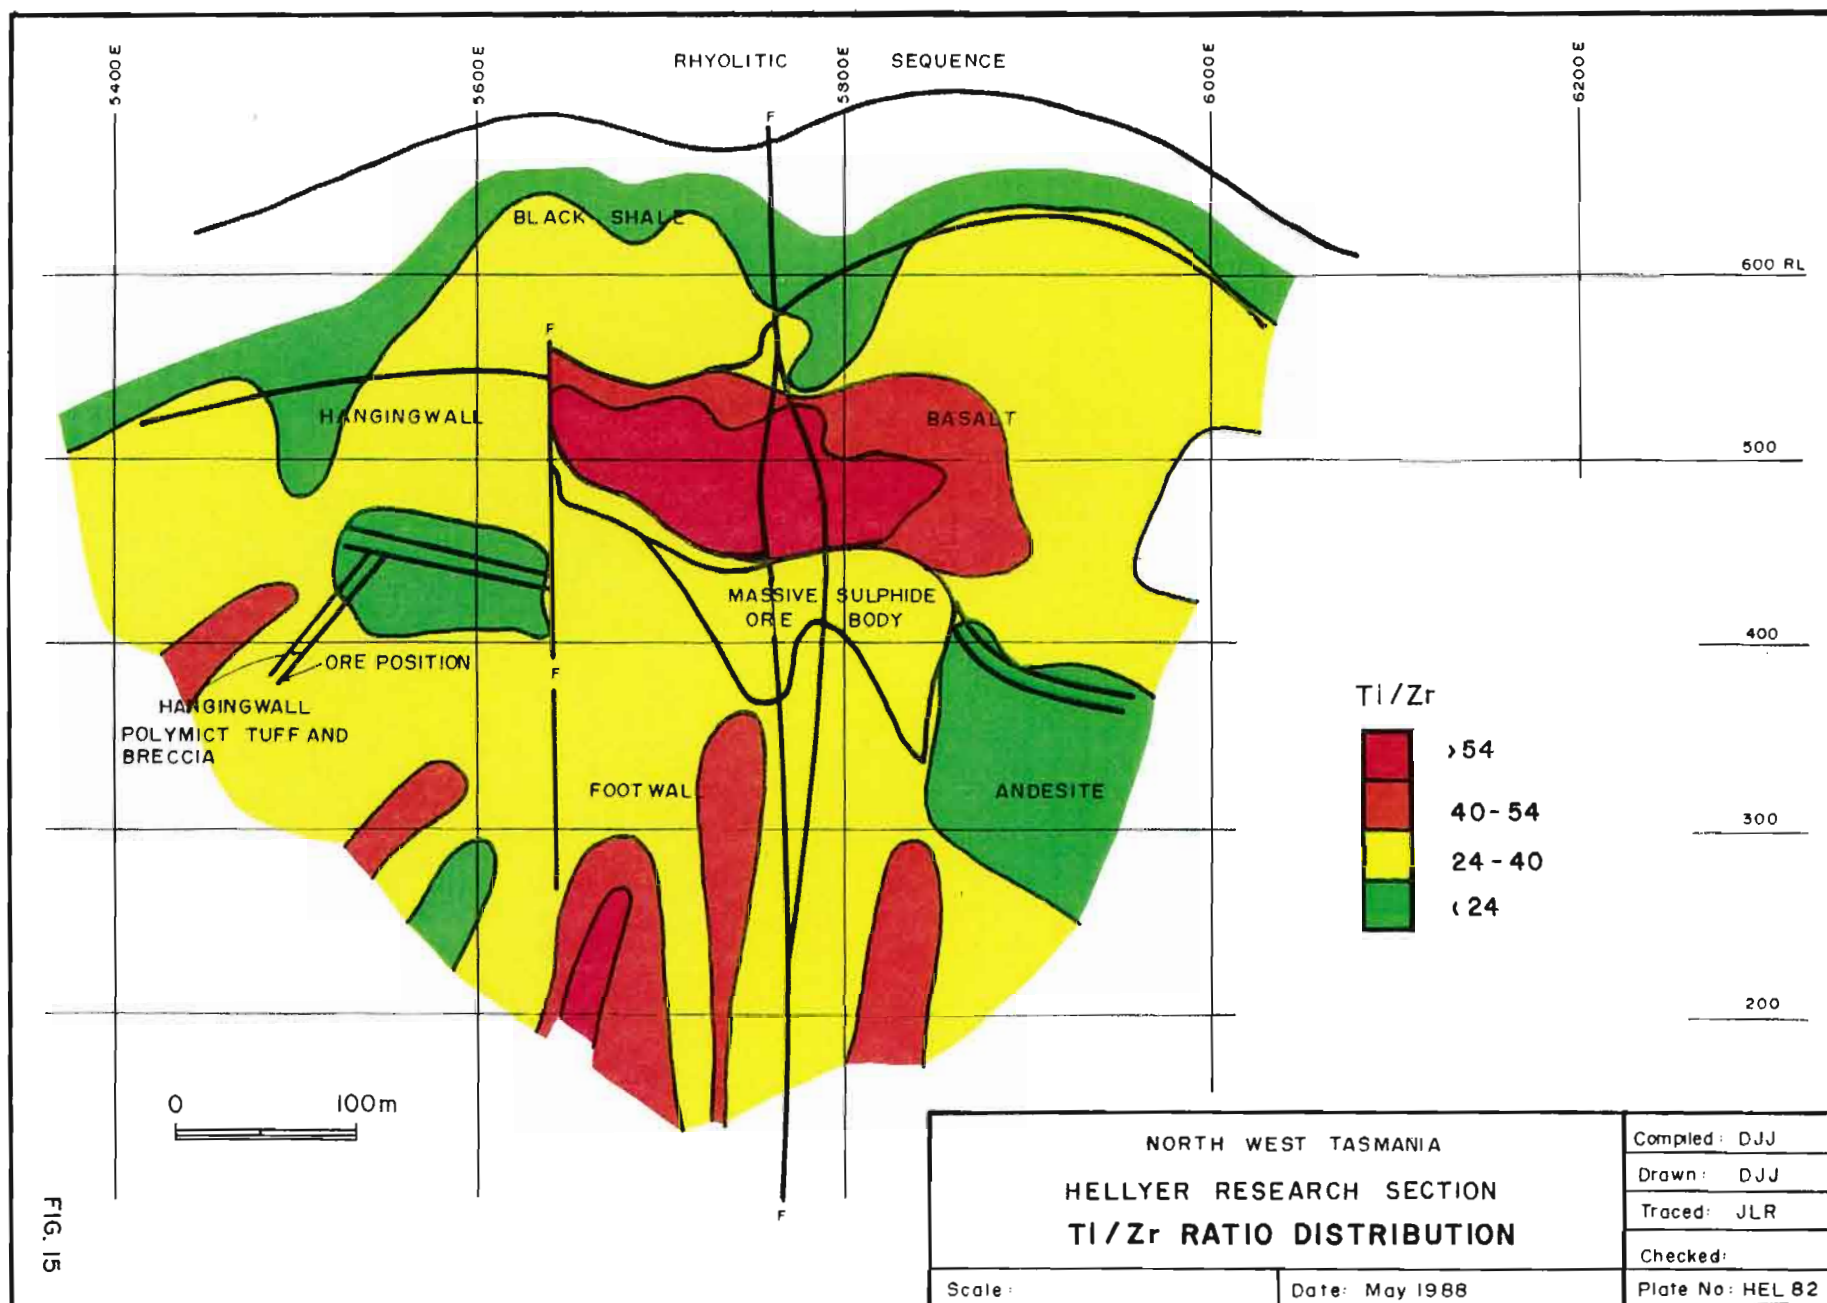 5400E
5600E
RHYOLITIC SEQUENCE
5800E
6000E
6200E
F
BLACK SHALE
600 RL
F
HANGINGWALL
BASALT
500
MASSIVE SULPHIDE
ORE BODY
400
ORE POSITION
F
HANGINGWALL
POLYMICT TUFF AND
BRECCIA
FOOTWALL
ANDESITE
300
200
Ti/Zr
>54
40-54
24-40
<24
0 100m
F
FIG. 15
NORTH WEST TASMANIA
HELLYER RESEARCH SECTION
Ti/Zr RATIO DISTRIBUTION
Scale:
Date: May 1988
Compiled: DJJ
Drawn: DJJ
Traced: JLR
Checked:
Plate No: HEL 82